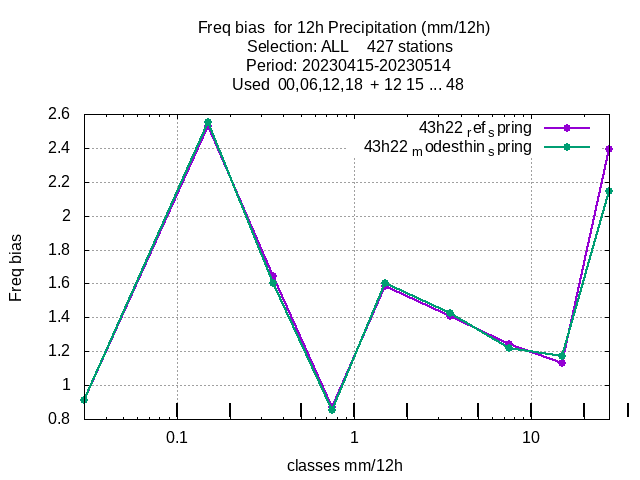 Freq bias  for 12h Precipitation (mm/12h)
Selection: ALL    427 stations
Period: 20230415-20230514
Used  00,06,12,18  + 12 15 ... 48
2.6
43h22 ref spring
2.4
43h22 modesthin spring
2.2
2
1.8
Freq bias
1.6
1.4
1.2
1
0.8
0.1 1 10
classes mm/12h